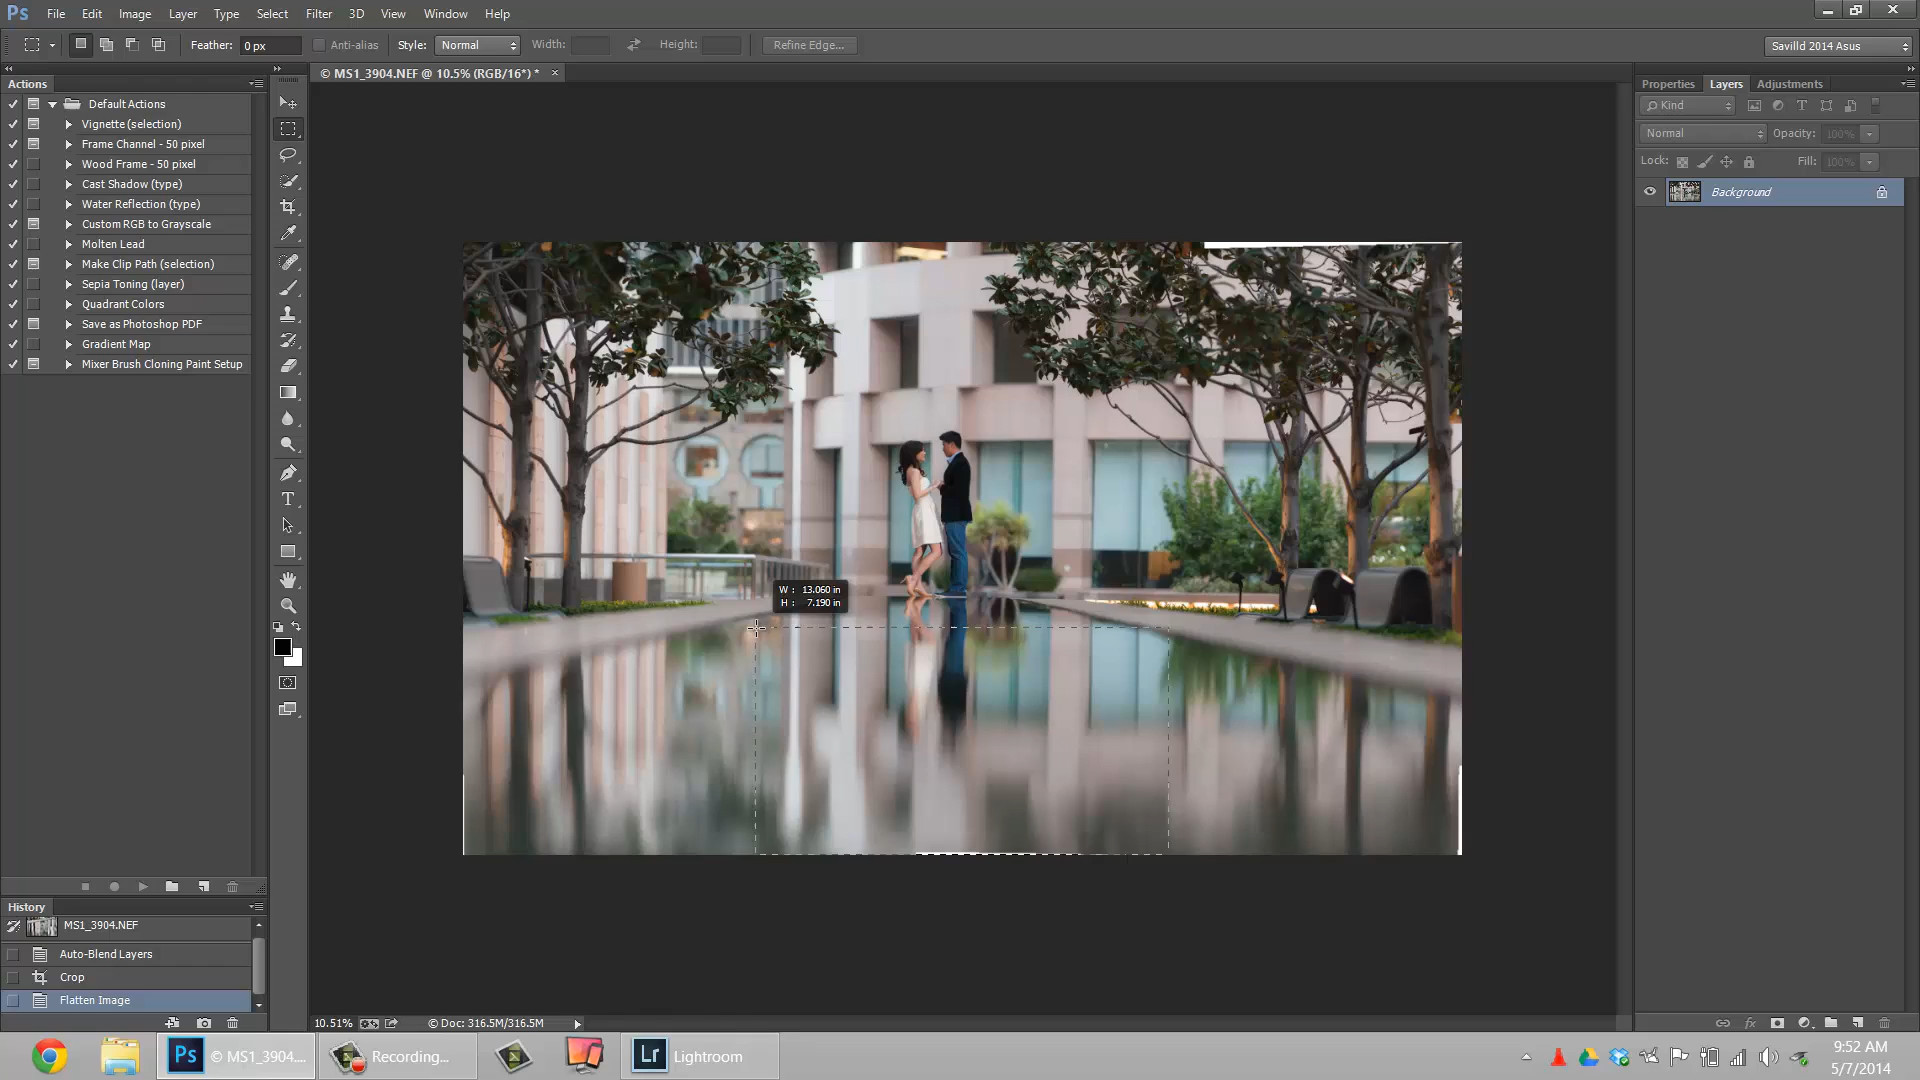 Ps File Edit Image Layer Type Select Filter 3D View Window Help
Feather: 0 px Anti-alias Style: Normal Width: Height: Refine Edge... Savilld 2014 Asus
© MS1_3904.NEF @ 10.5% (RGB/16*) * ×
Actions
Default Actions
Vignette (selection)
Frame Channel - 50 pixel
Wood Frame - 50 pixel
Cast Shadow (type)
Water Reflection (type)
Custom RGB to Grayscale
Molten Lead
Make Clip Path (selection)
Sepia Toning (layer)
Quadrant Colors
Save as Photoshop PDF
Gradient Map
Mixer Brush Cloning Paint Setup
Properties Layers Adjustments
Kind
Normal Opacity: 100%
Lock: Fill: 100%
Background
W : 13.060 in
H : 7.190 in
History
MS1_3904.NEF
Auto-Blend Layers
Crop
Flatten Image
10.51% © Doc: 316.5M/316.5M
Ps © MS1_3904.... Recording... Lr Lightroom
9:52 AM
5/7/2014